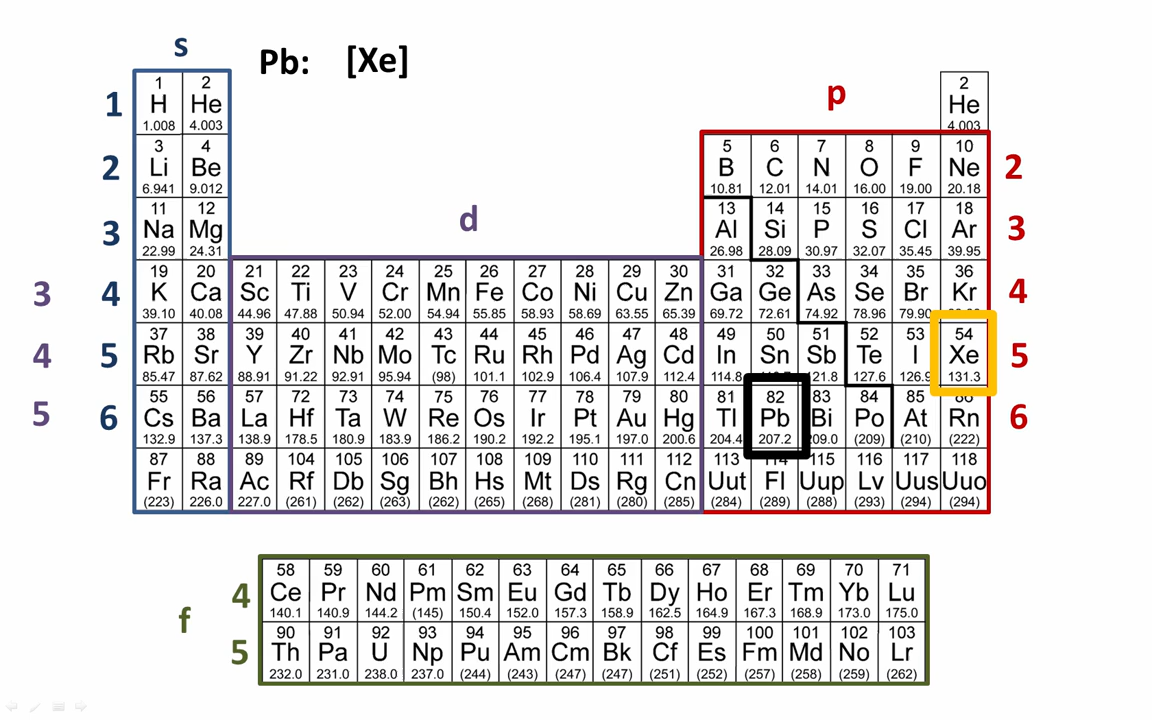 s
Pb: [Xe]
p
1 2 2
1 H He He
1.008 4.003 4.003
3 4 5 6 7 8 9 10
2 Li Be B C N O F Ne 2
6.941 9.012 10.81 12.01 14.01 16.00 19.00 20.18
d
11 12 13 14 15 16 17 18
3 Na Mg Al Si P S Cl Ar 3
22.99 24.31 26.98 28.09 30.97 32.07 35.45 39.95
19 20 21 22 23 24 25 26 27 28 29 30 31 32 33 34 35 36
3 4 K Ca Sc Ti V Cr Mn Fe Co Ni Cu Zn Ga Ge As Se Br Kr 4
39.10 40.08 44.96 47.88 50.94 52.00 54.94 55.85 58.93 58.69 63.55 65.39 69.72 72.61 74.92 78.96 79.90
37 38 39 40 41 42 43 44 45 46 47 48 49 50 51 52 53 54
4 5 Rb Sr Y Zr Nb Mo Tc Ru Rh Pd Ag Cd In Sn Sb Te I Xe 5
85.47 87.62 88.91 91.22 92.91 95.94 (98) 101.1 102.9 106.4 107.9 112.4 114.8 121.8 127.6 126.9 131.3
55 56 57 72 73 74 75 76 77 78 79 80 81 82 83 84 85 86
5 6 Cs Ba La Hf Ta W Re Os Ir Pt Au Hg Tl Pb Bi Po At Rn 6
132.9 137.3 138.9 178.5 180.9 183.9 186.2 190.2 192.2 195.1 197.0 200.6 204.4 207.2 209.0 (209) (210) (222)
87 88 89 104 105 106 107 108 109 110 111 112 113 114 115 116 117 118
Fr Ra Ac Rf Db Sg Bh Hs Mt Ds Rg Cn Uut Fl Uup Lv Uus Uuo
(223) 226.0 227.0 (261) (262) (263) (262) (265) (268) (281) (280) (285) (284) (289) (288) (293) (294) (294)
58 59 60 61 62 63 64 65 66 67 68 69 70 71
4 Ce Pr Nd Pm Sm Eu Gd Tb Dy Ho Er Tm Yb Lu
140.1 140.9 144.2 (145) 150.4 152.0 157.3 158.9 162.5 164.9 167.3 168.9 173.0 175.0
f
90 91 92 93 94 95 96 97 98 99 100 101 102 103
5 Th Pa U Np Pu Am Cm Bk Cf Es Fm Md No Lr
232.0 231.0 238.0 237.0 (244) (243) (247) (247) (251) (252) (257) (258) (259) (262)